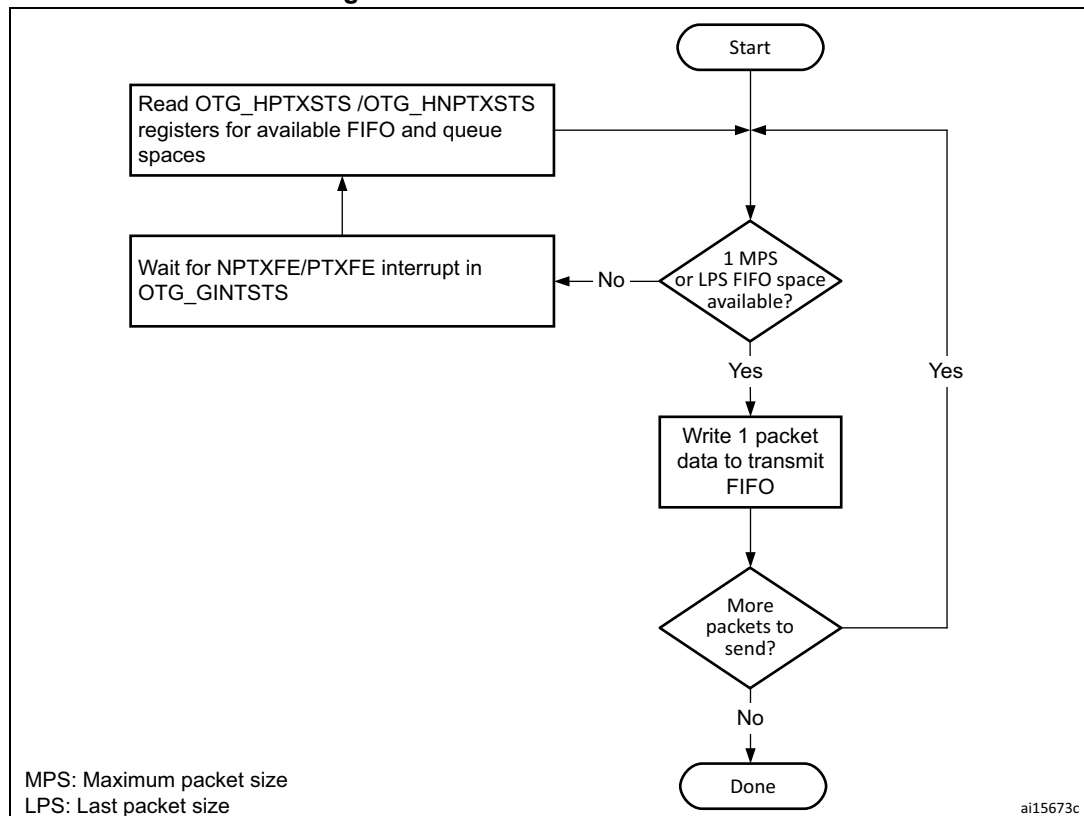 Start
Read OTG_HPTXSTS /OTG_HNPTXSTS
registers for available FIFO and queue
spaces
1 MPS
or LPS FIFO space
available?
No
Wait for NPTXFE/PTXFE interrupt in
OTG_GINTSTS
Yes
Yes
Write 1 packet
data to transmit
FIFO
More
packets to
send?
No
Done
MPS: Maximum packet size
LPS: Last packet size
ai15673c